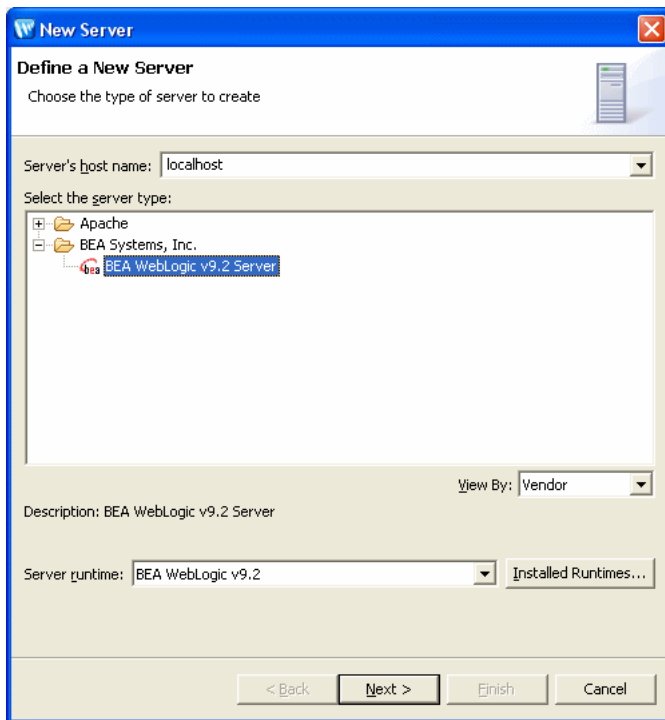 New Server
Define a New Server
Choose the type of server to create
Server's host name: localhost
Select the server type:
Apache
BEA Systems, Inc.
bea BEA WebLogic v9.2 Server
View By: Vendor
Description: BEA WebLogic v9.2 Server
Server runtime: BEA WebLogic v9.2 Installed Runtimes...
< Back Next > Finish Cancel